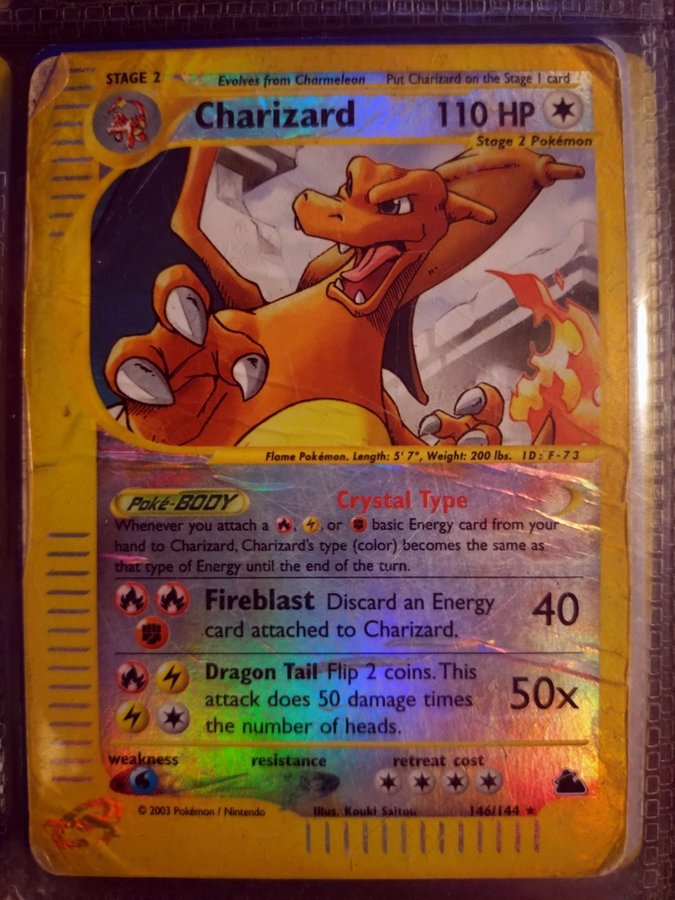 STAGE 2 Evolves from Charmeleon Put Charizard on the Stage 1 card
Charizard 110 HP
Stage 2 Pokémon
Flame Pokémon. Length: 5' 7", Weight: 200 lbs. ID: F-73
Poké-BODY Crystal Type
Whenever you attach a , , or basic Energy card from your
hand to Charizard, Charizard's type (color) becomes the same as
that type of Energy until the end of the turn.
Fireblast Discard an Energy 40
card attached to Charizard.
Dragon Tail Flip 2 coins. This
attack does 50 damage times 50x
the number of heads.
weakness resistance retreat cost
© 2003 Pokémon / Nintendo Illus. Kouki Saitou 146/144 ★